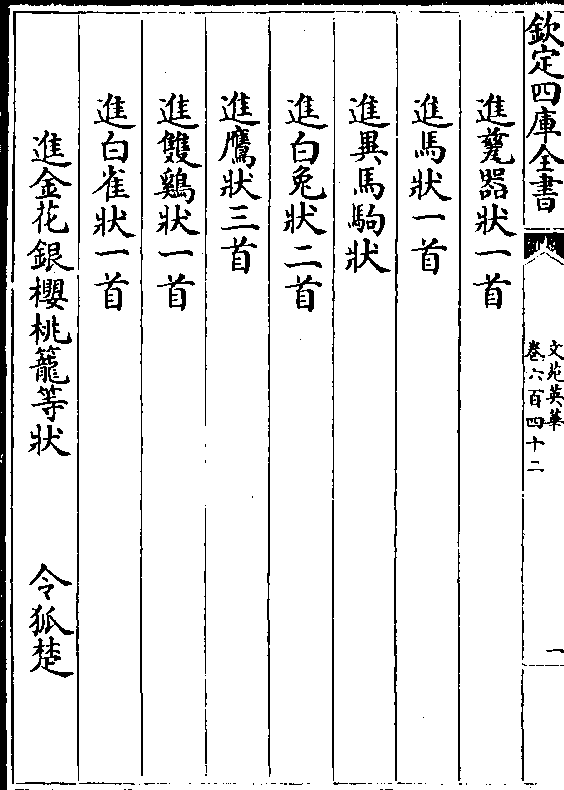 欽定四庫全書
文苑英華
卷六百四十二
一
進甆器狀一首
進馬狀一首
進異馬駒狀
進白兔狀二首
進鷹狀三首
進雙鷄狀一首
進白雀狀一首
進金花銀櫻桃籠等狀 令狐楚